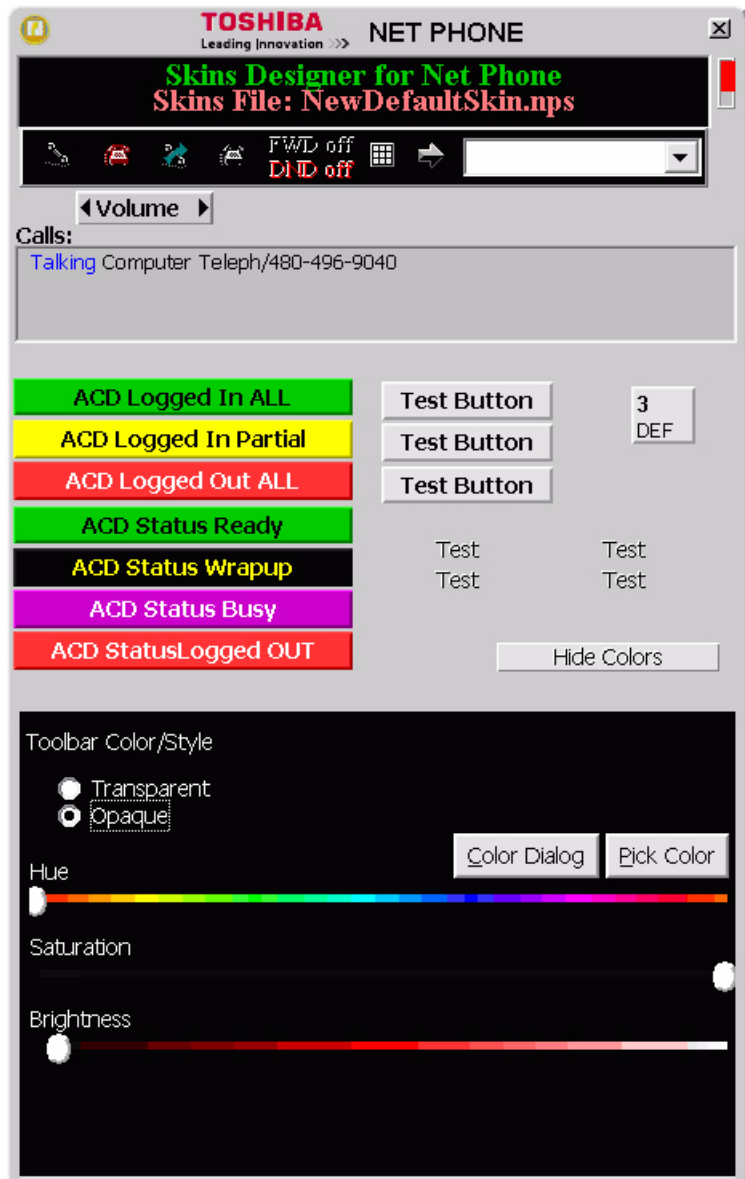 TOSHIBA
Leading Innovation >>>
NET PHONE
Skins Designer for Net Phone
Skins File: NewDefaultSkin.nps
FWD off
DND off
Volume
Calls:
Talking Computer Teleph/480-496-9040
ACD Logged In ALL
Test Button
3
DEF
ACD Logged In Partial
Test Button
ACD Logged Out ALL
Test Button
ACD Status Ready
Test Test
ACD Status Wrapup
Test Test
ACD Status Busy
ACD StatusLogged OUT
Hide Colors
Toolbar Color/Style
Transparent
Opaque
Color Dialog
Pick Color
Hue
Saturation
Brightness